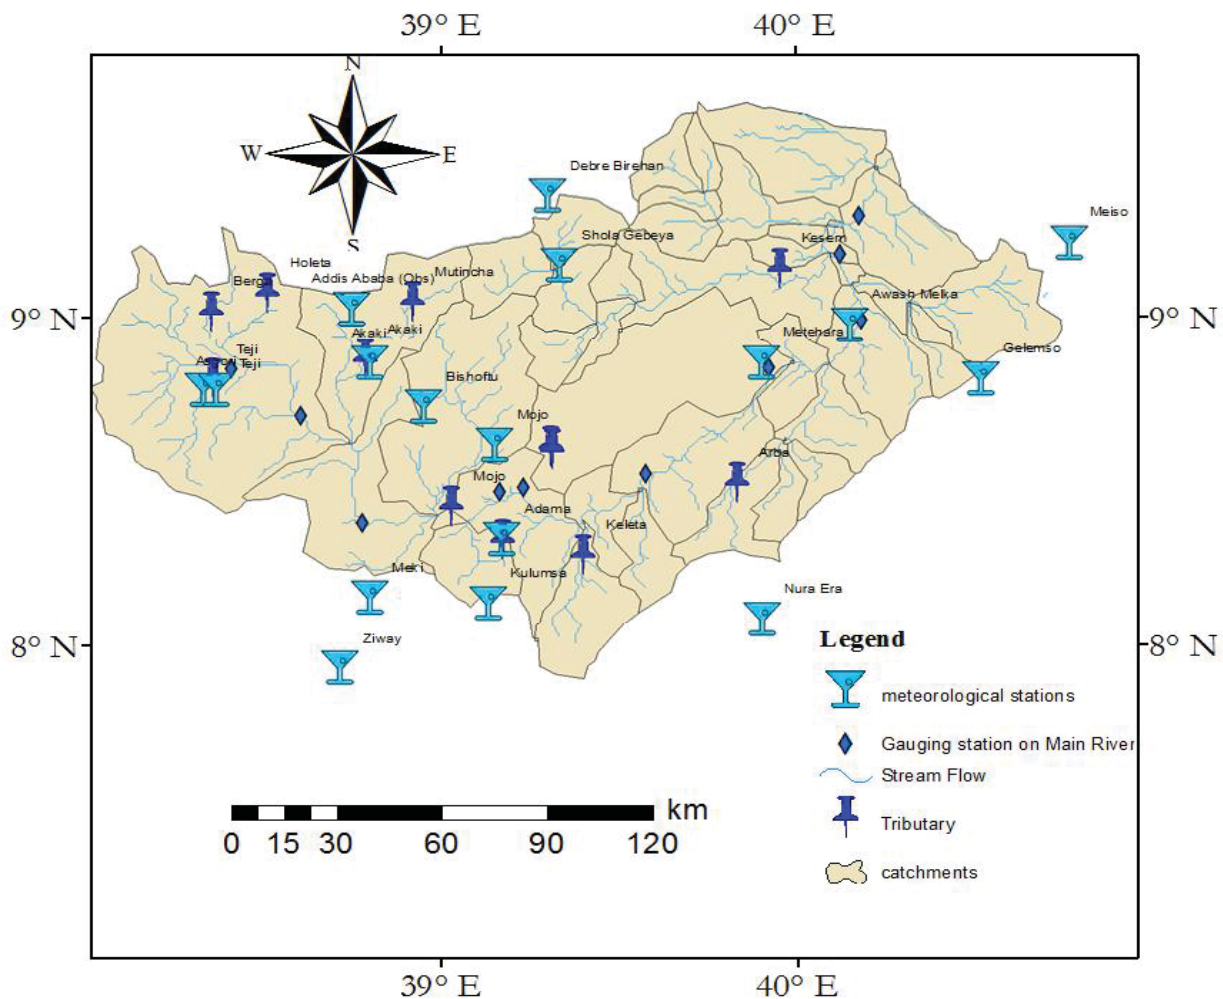 39° E 40° E
N
W E
S
Debre Birehan
Meiso
Shola Gebeya
Kesem
Holeta
Mutincha
Addis Ababa (Obs)
Berga
Awash Melka
9° N 9° N
Akaki Akaki
Metehara
Teji
Gelemso
Teji
Bishoftu
Mojo
Arba
Mojo
Adama
Keleta
Meki
Kulumsa
Nura Era
Ziway
8° N 8° N
Legend
meteorological stations
Gauging station on Main River
Stream Flow
Tributary
catchments
km
0 15 30 60 90 120
39° E 40° E